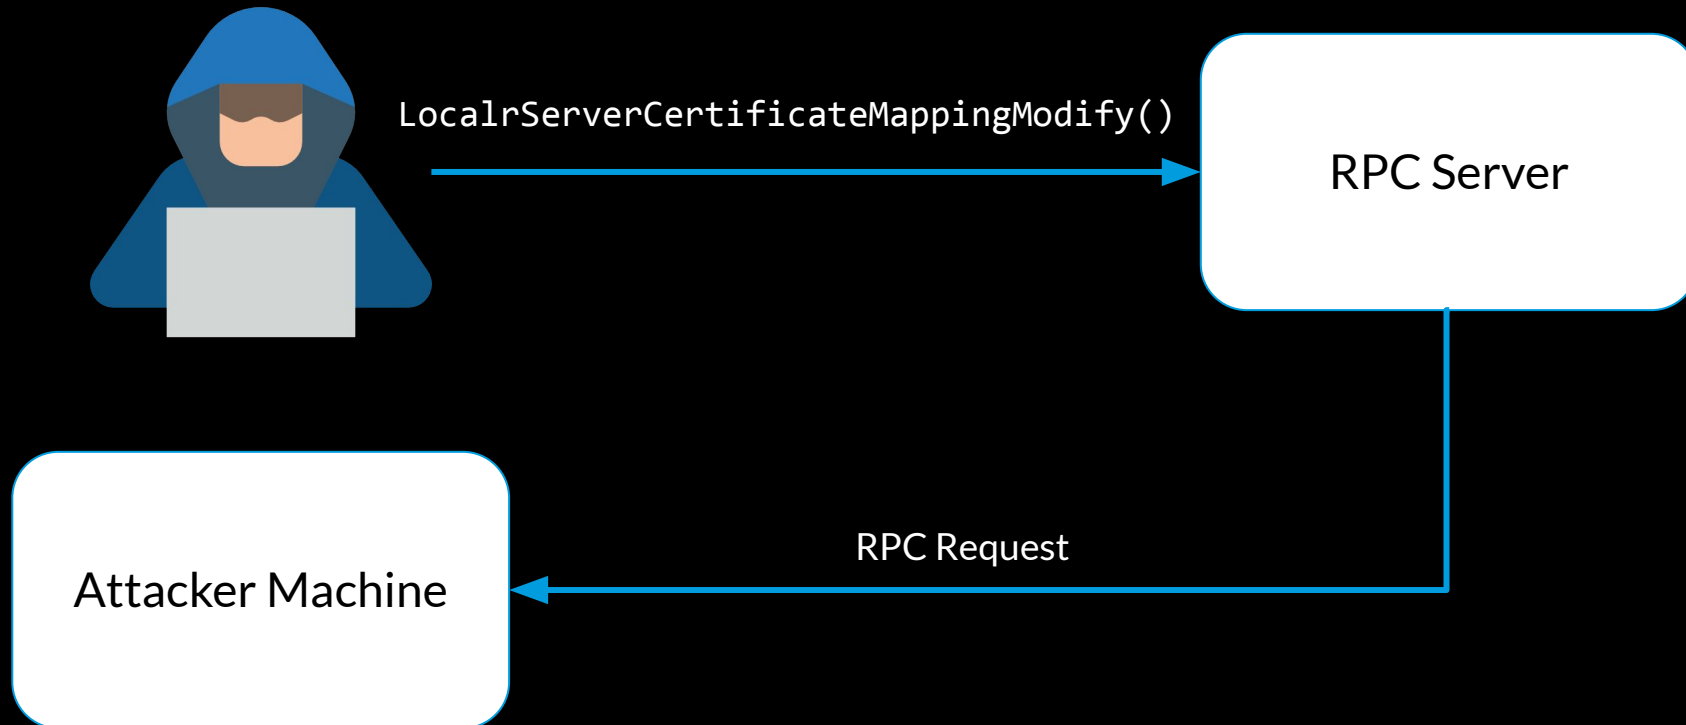 LocalrServerCertificateMappingModify()
RPC Server
RPC Request
Attacker Machine